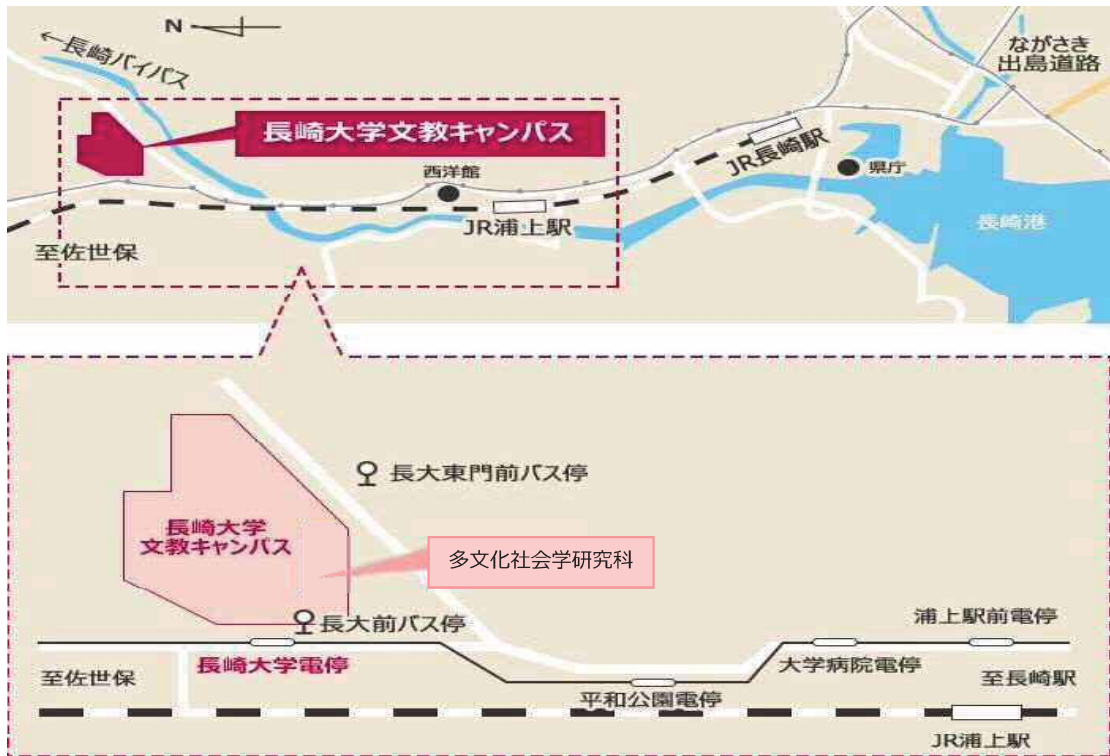 N
←長崎バイパス
ながさき
出島道路
長崎大学文教キャンパス
西洋館
JR長崎駅
県庁
JR浦上駅
長崎港
至佐世保
長大東門前バス停
長崎大学
文教キャンパス
多文化社会学研究科
長大前バス停
浦上駅前電停
長崎大学電停
大学病院電停
至佐世保
至長崎駅
平和公園電停
JR浦上駅